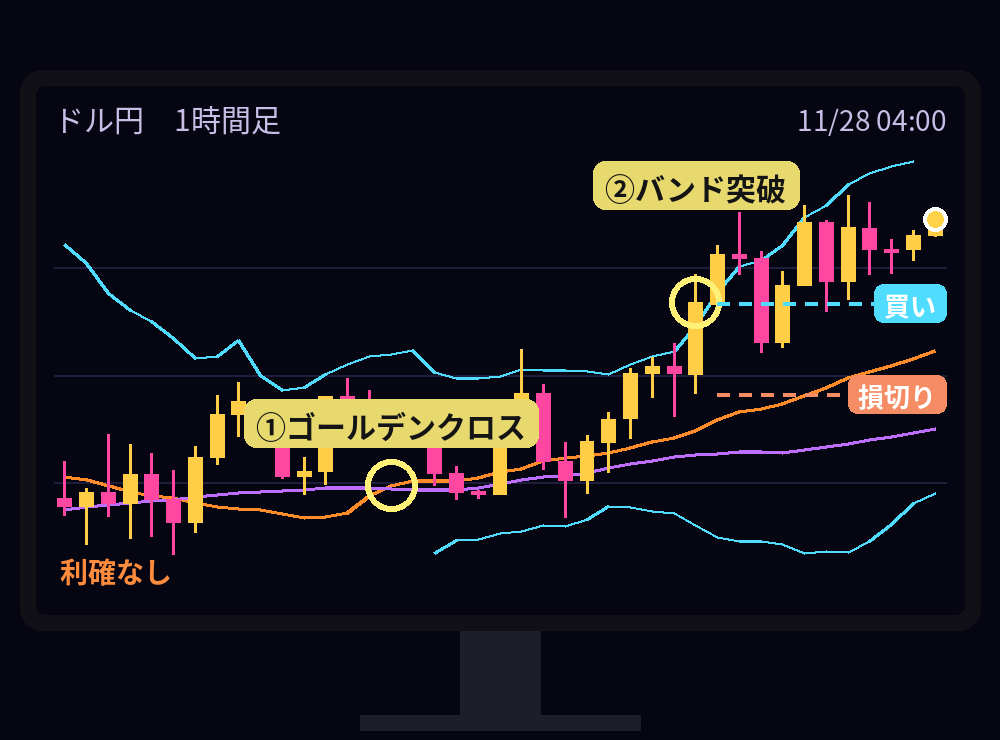 ドル円　1時間足
11/28 04:00
②バンド突破
買い
損切り
①ゴールデンクロス
利確なし